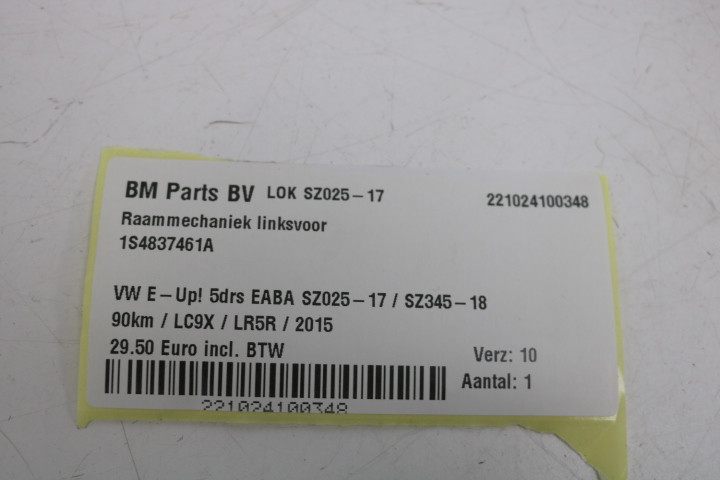 BM Parts BV LOK SZ025-17
221024100348
Raammechaniek linksvoor
1S4837461A
VW E-Up! 5drs EABA SZ025-17 / SZ345-18
90km / LC9X / LR5R / 2015
29.50 Euro incl. BTW
Verz: 10
Aantal: 1
221024100348